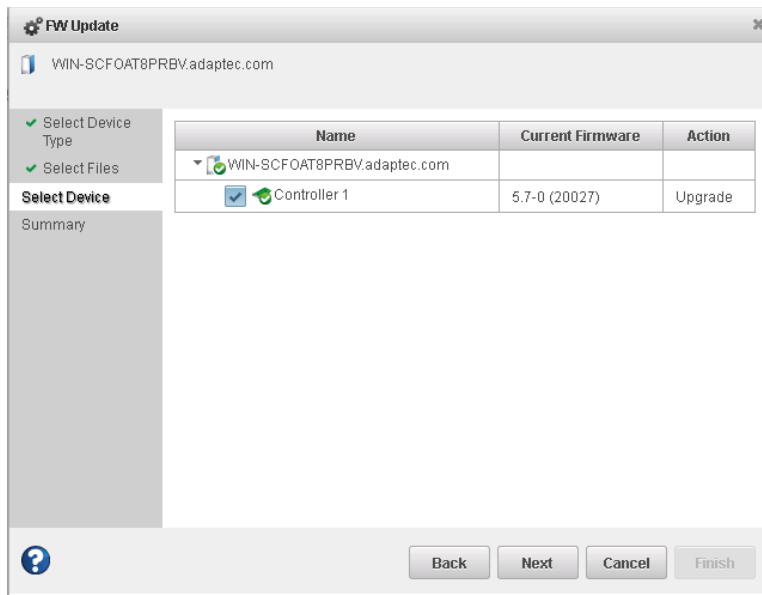 FW Update
WIN-SCFOAT8PRBV.adaptec.com
Select Device
Type
Select Files
Select Device
Summary
Name Current Firmware Action
WIN-SCFOAT8PRBV.adaptec.com
Controller 1 5.7-0 (20027) Upgrade
? Back Next Cancel Finish